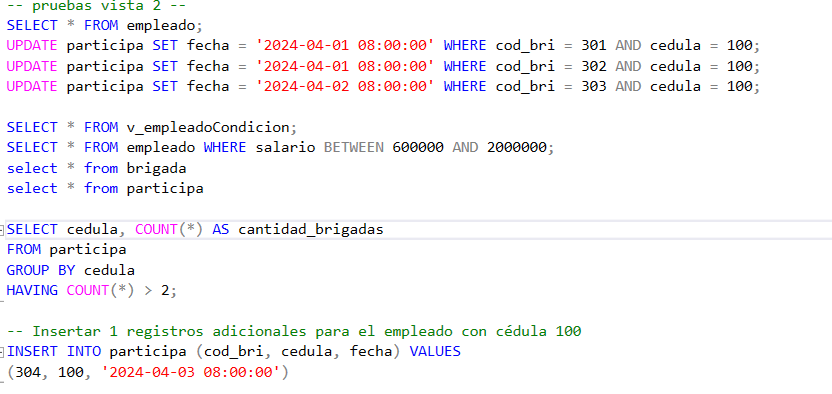 -- pruebas vista 2 --
SELECT * FROM empleado;
UPDATE participa SET fecha = '2024-04-01 08:00:00' WHERE cod_bri = 301 AND cedula = 100;
UPDATE participa SET fecha = '2024-04-01 08:00:00' WHERE cod_bri = 302 AND cedula = 100;
UPDATE participa SET fecha = '2024-04-02 08:00:00' WHERE cod_bri = 303 AND cedula = 100;
SELECT * FROM v_empleadoCondicion;
SELECT * FROM empleado WHERE salario BETWEEN 600000 AND 2000000;
select * from brigada
select * from participa
SELECT cedula, COUNT(*) AS cantidad_brigadas
FROM participa
GROUP BY cedula
HAVING COUNT(*) > 2;
-- Insertar 1 registros adicionales para el empleado con cédula 100
INSERT INTO participa (cod_bri, cedula, fecha) VALUES
(304, 100, '2024-04-03 08:00:00')